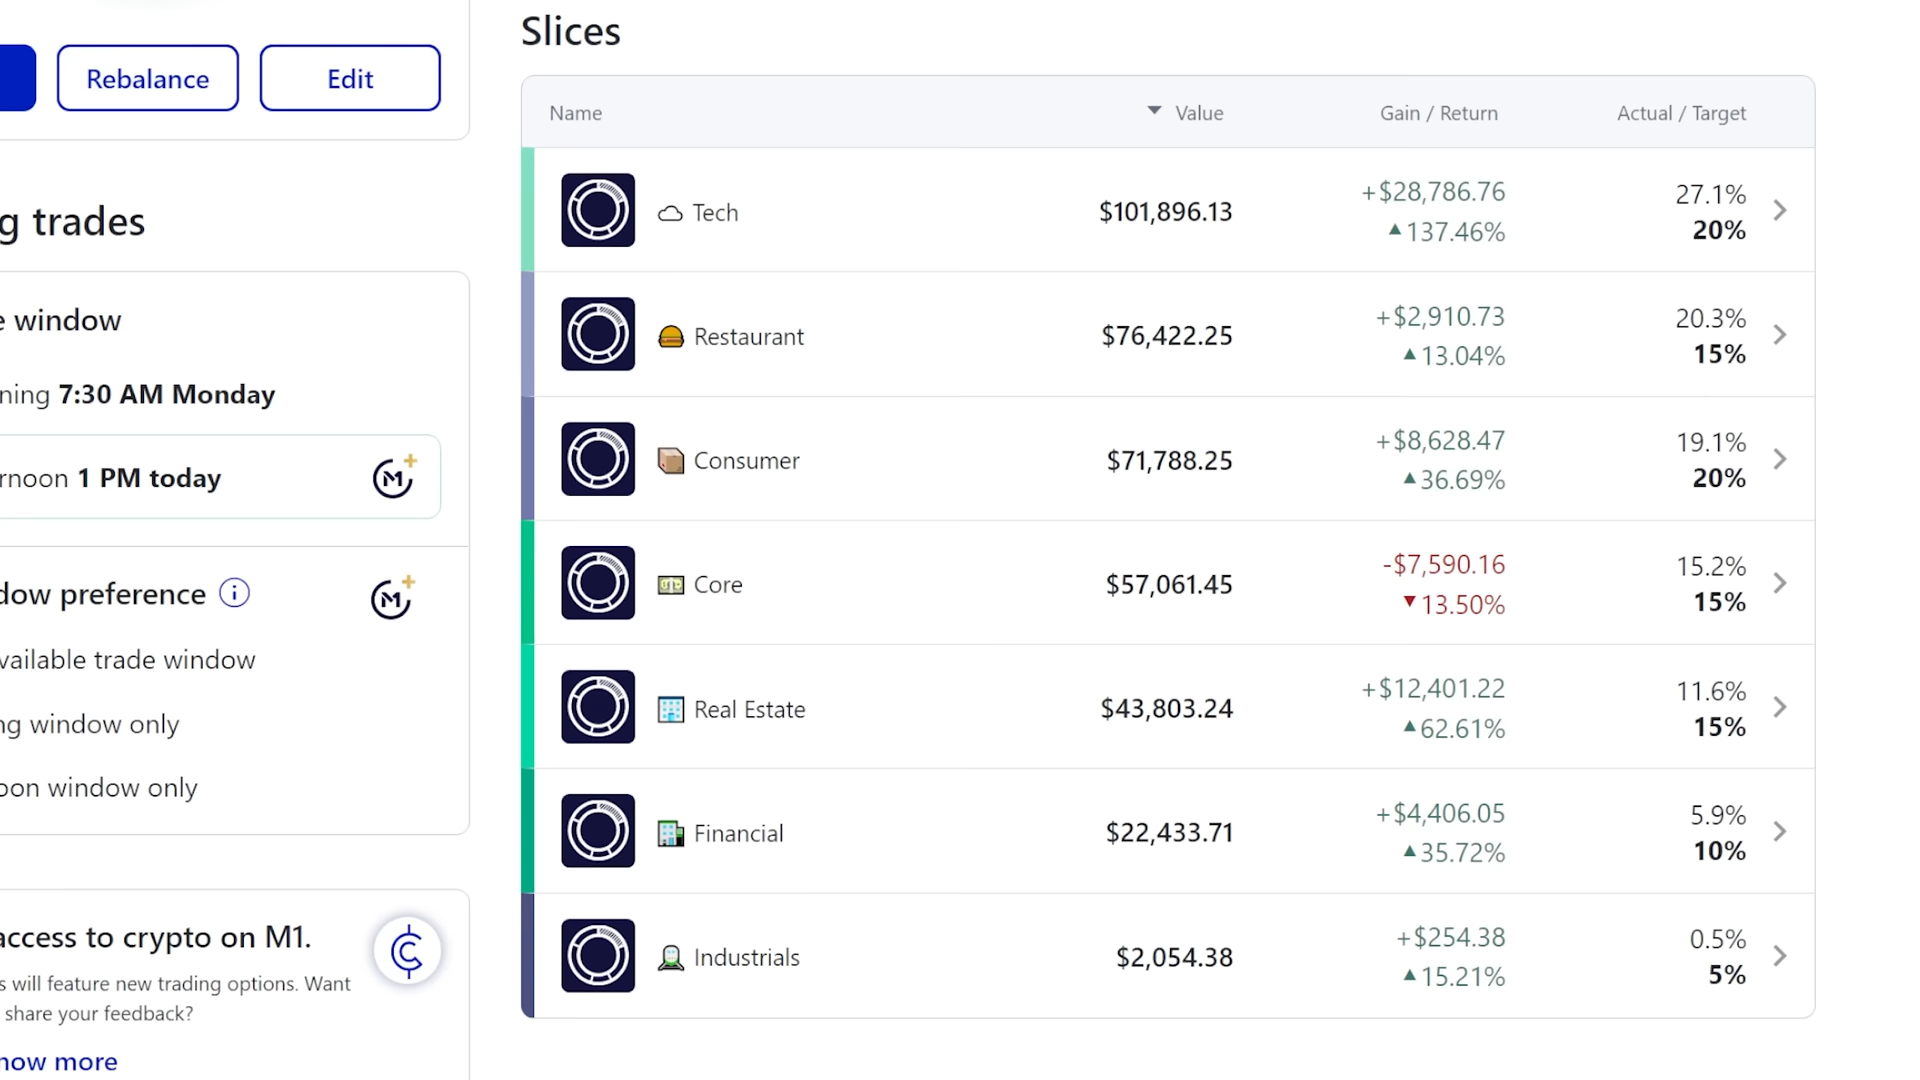 Rebalance
Edit
g trades
e window
ning 7:30 AM Monday
rnoon 1 PM today
M+
dow preference
vailable trade window
ng window only
oon window only
M+
access to crypto on M1.
s will feature new trading options. Want
share your feedback?
now more
Slices
Name Value Gain / Return Actual / Target
Tech $101,896.13 +$28,786.76 27.1%
▲137.46% 20%
Restaurant $76,422.25 +$2,910.73 20.3%
▲13.04% 15%
Consumer $71,788.25 +$8,628.47 19.1%
▲36.69% 20%
Core $57,061.45 -$7,590.16 15.2%
▼13.50% 15%
Real Estate $43,803.24 +$12,401.22 11.6%
▲62.61% 15%
Financial $22,433.71 +$4,406.05 5.9%
▲35.72% 10%
Industrials $2,054.38 +$254.38 0.5%
▲15.21% 5%